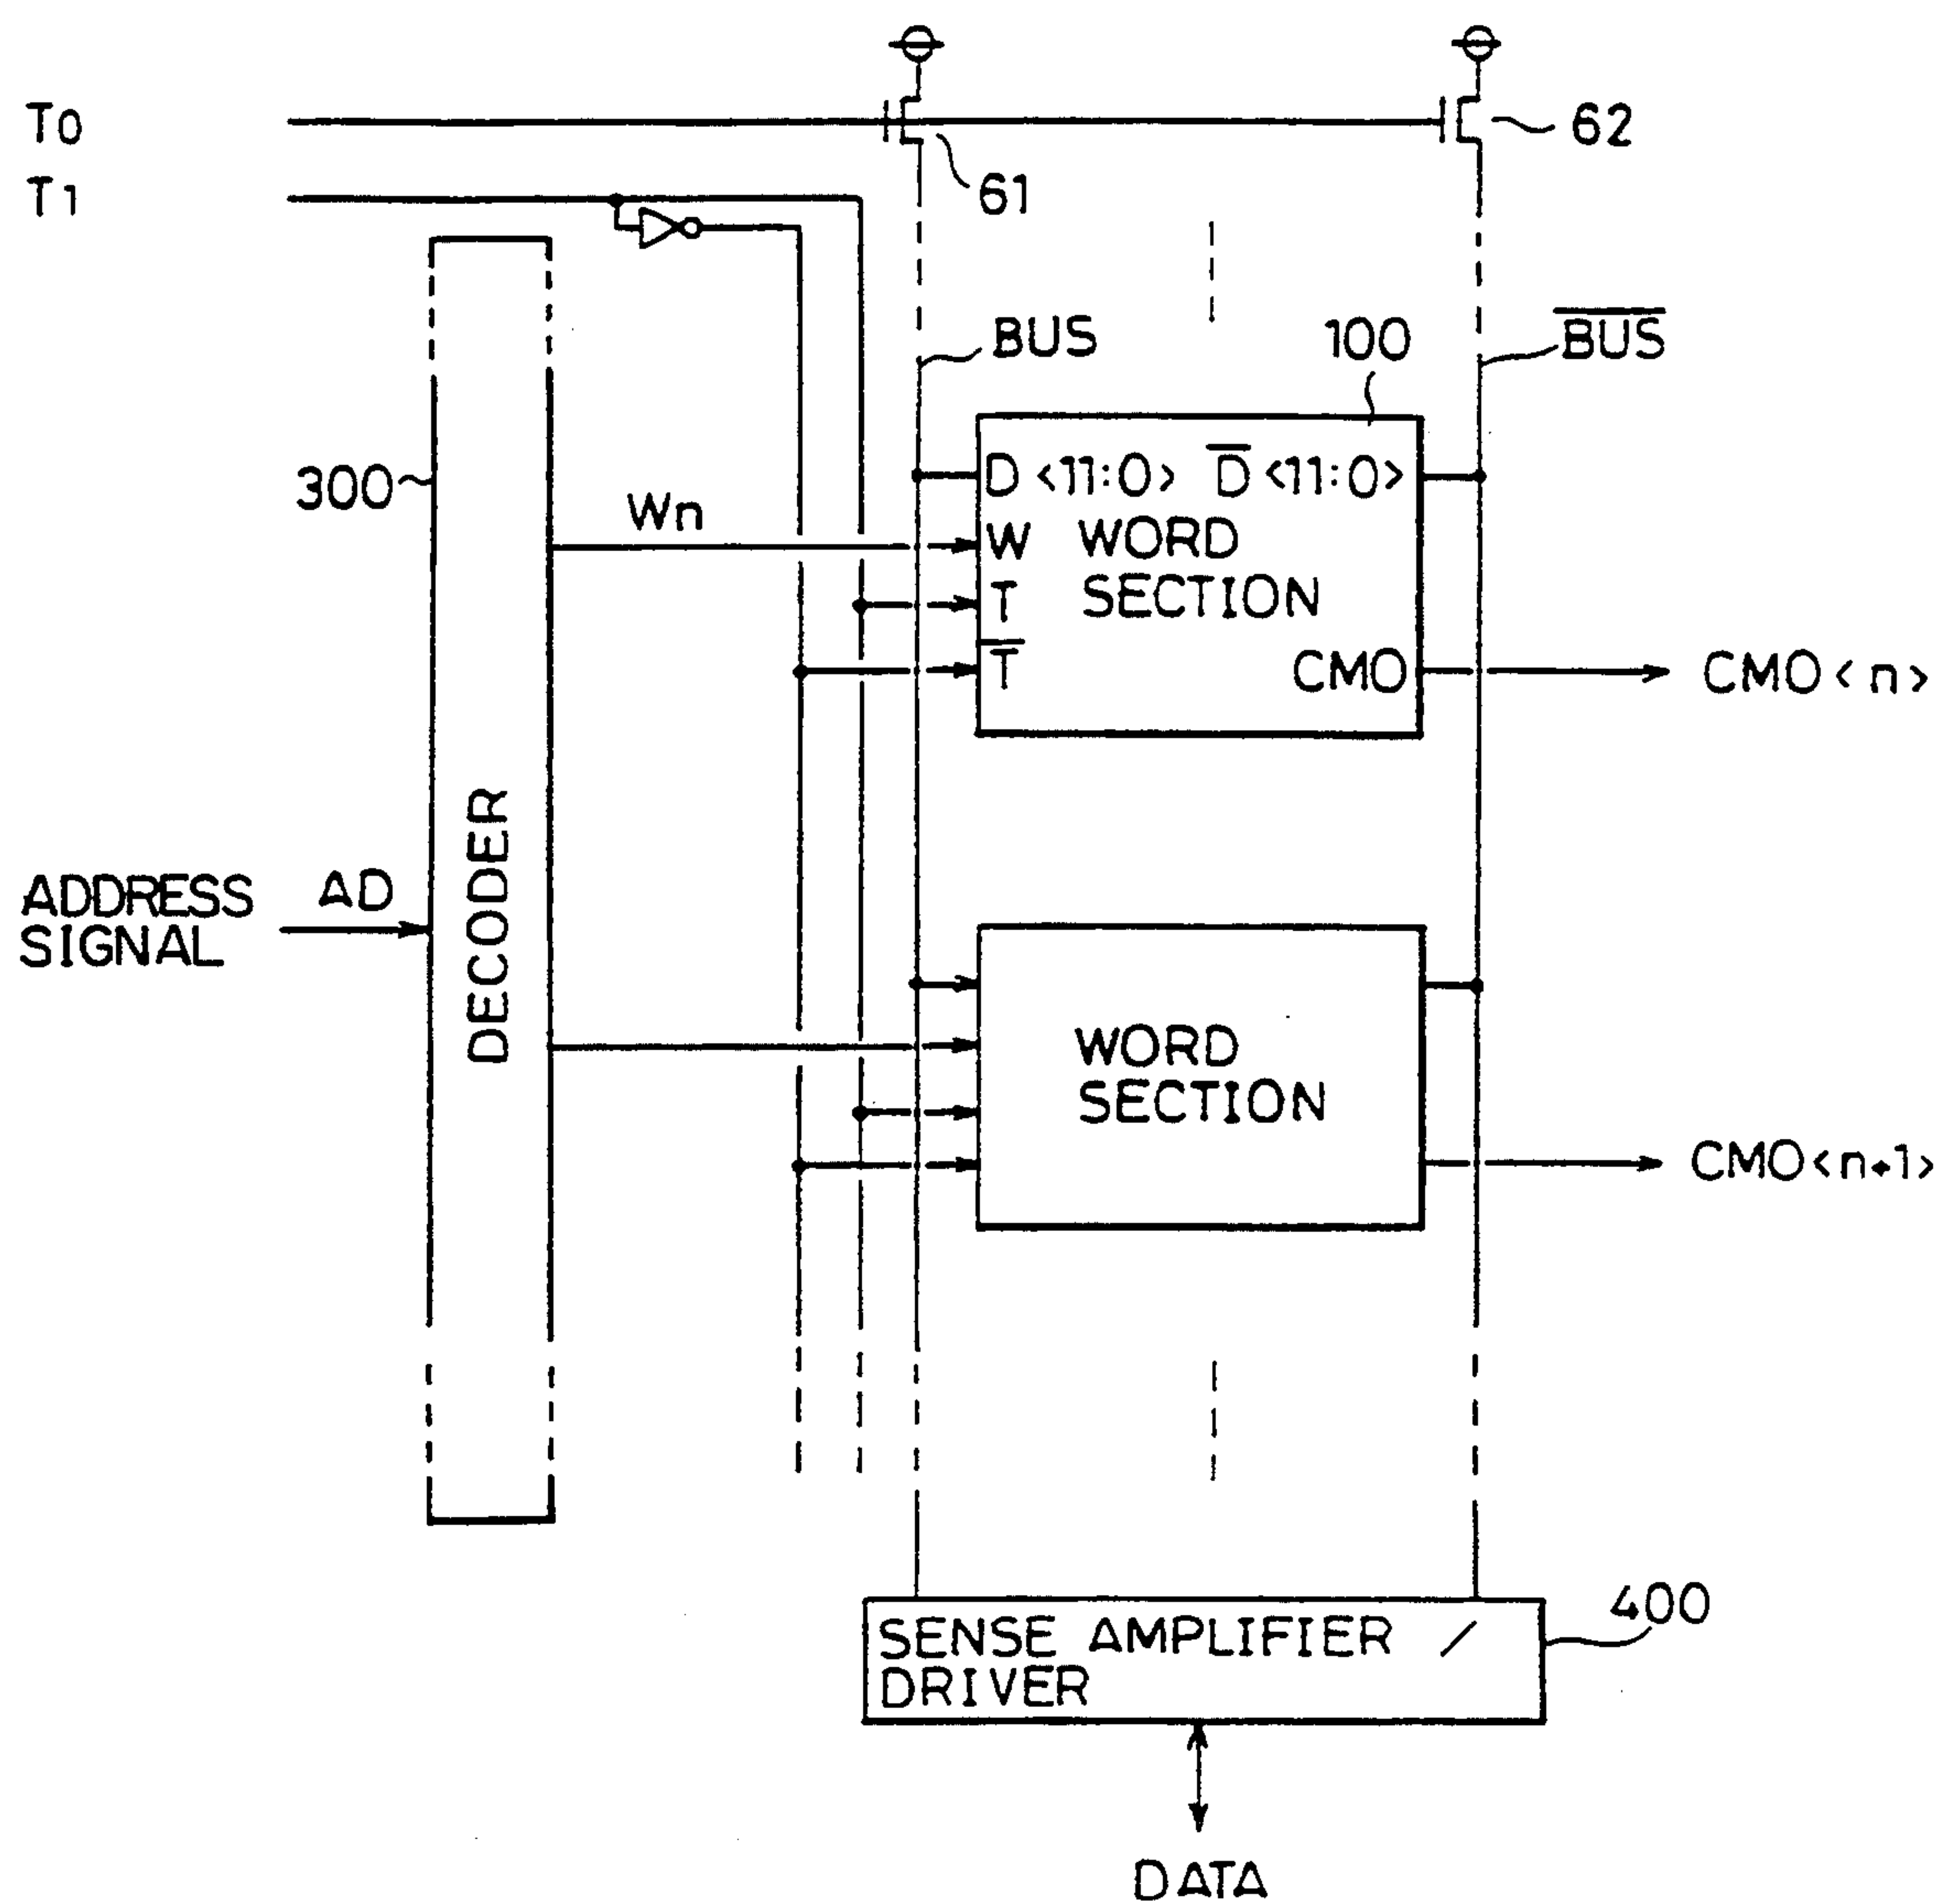 T0
62
T1
61
BUS
100
B̅U̅S̅
300
D<11:0> D̅<11:0>
Wn
W WORD
T SECTION
T̅
CMO
CMO<n>
DECODER
ADDRESS
SIGNAL
AD
WORD
SECTION
CMO<n+1>
400
SENSE AMPLIFIER /
DRIVER
DATA